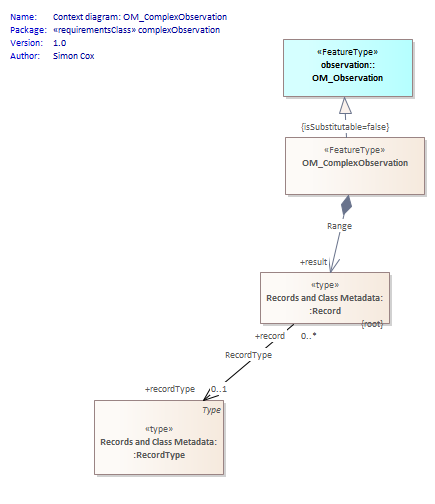 Name: Context diagram: OM_ComplexObservation
Package: «requirementsClass» complexObservation
Version: 1.0
Author: Simon Cox
«FeatureType»
observation::
OM_Observation
{isSubstitutable=false}
«FeatureType»
OM_ComplexObservation
Range
+result
«type»
Records and Class Metadata:
:Record
{root}
+record 0..*
RecordType
+recordType 0..1
Type
«type»
Records and Class Metadata:
:RecordType